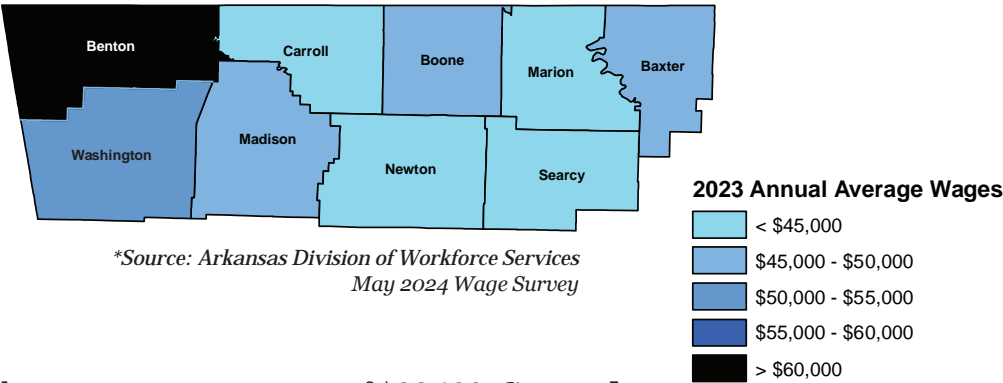 Benton
Carroll
Boone
Marion
Baxter
Washington
Madison
Newton
Searcy
2023 Annual Average Wages
< $45,000
$45,000 - $50,000
$50,000 - $55,000
$55,000 - $60,000
> $60,000
*Source: Arkansas Division of Workforce Services
May 2024 Wage Survey